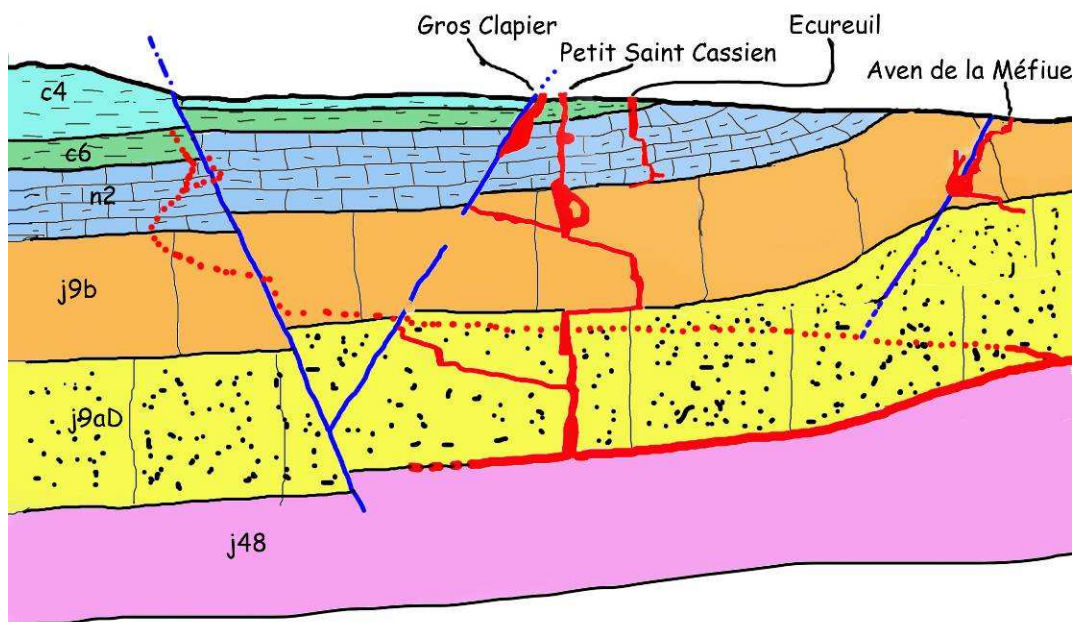 Gros Clapier
Ecureuil
Petit Saint Cassien
Aven de la Méfiue
c4
c6
n2
j9b
j9aD
j48